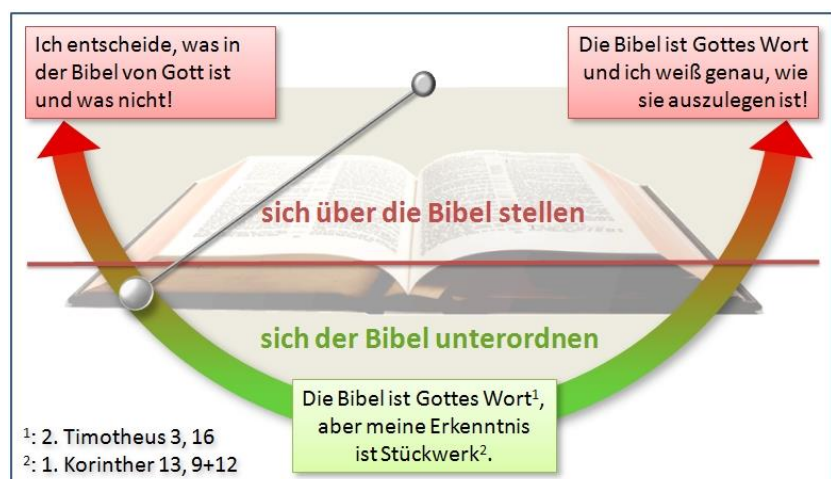 Ich entscheide, was in
der Bibel von Gott ist
und was nicht!
Die Bibel ist Gottes Wort
und ich weiß genau, wie
sie auszulegen ist!
sich über die Bibel stellen
sich der Bibel unterordnen
Die Bibel ist Gottes Wort¹,
aber meine Erkenntnis
ist Stückwerk².
¹: 2. Timotheus 3, 16
²: 1. Korinther 13, 9+12